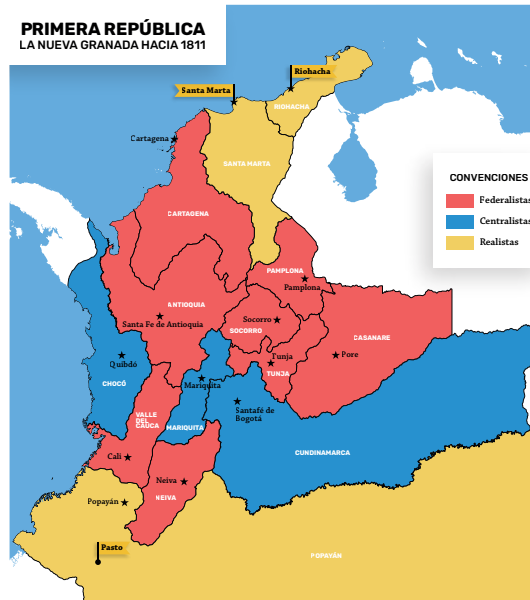 PRIMERA REPÚBLICA
LA NUEVA GRANADA HACIA 1811
Riohacha
Santa Marta
RIOHACHA
Cartagena
SANTA MARTA
CONVENCIONES
Federalistas
Centralistas
Realistas
CARTAGENA
PAMPLONA
Pamplona
ANTIOQUIA
Santa Fe de Antioquia
Socorro
SOCORRO
CASANARE
Tunja
Pore
Quibdó
TUNJA
CHOCÓ
Mariquita
Santafé de
Bogotá
VALLE
DEL
CAUCA
MARIQUITA
CUNDINAMARCA
Cali
Neiva
NEIVA
Popayán
Pasto
POPAYÁN